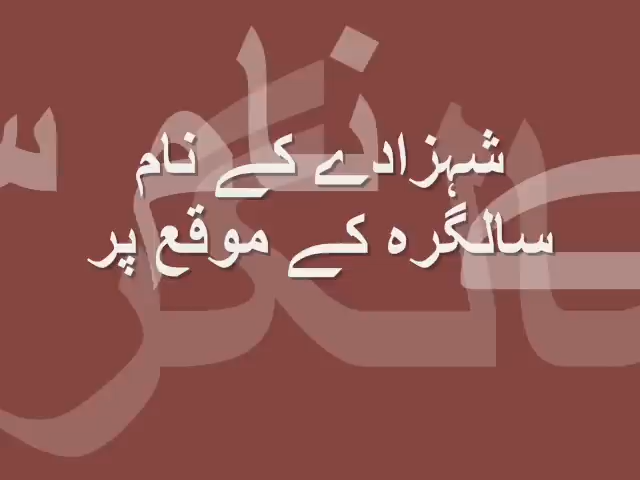 شہزادے کے نام
سالگرہ کے موقع پر